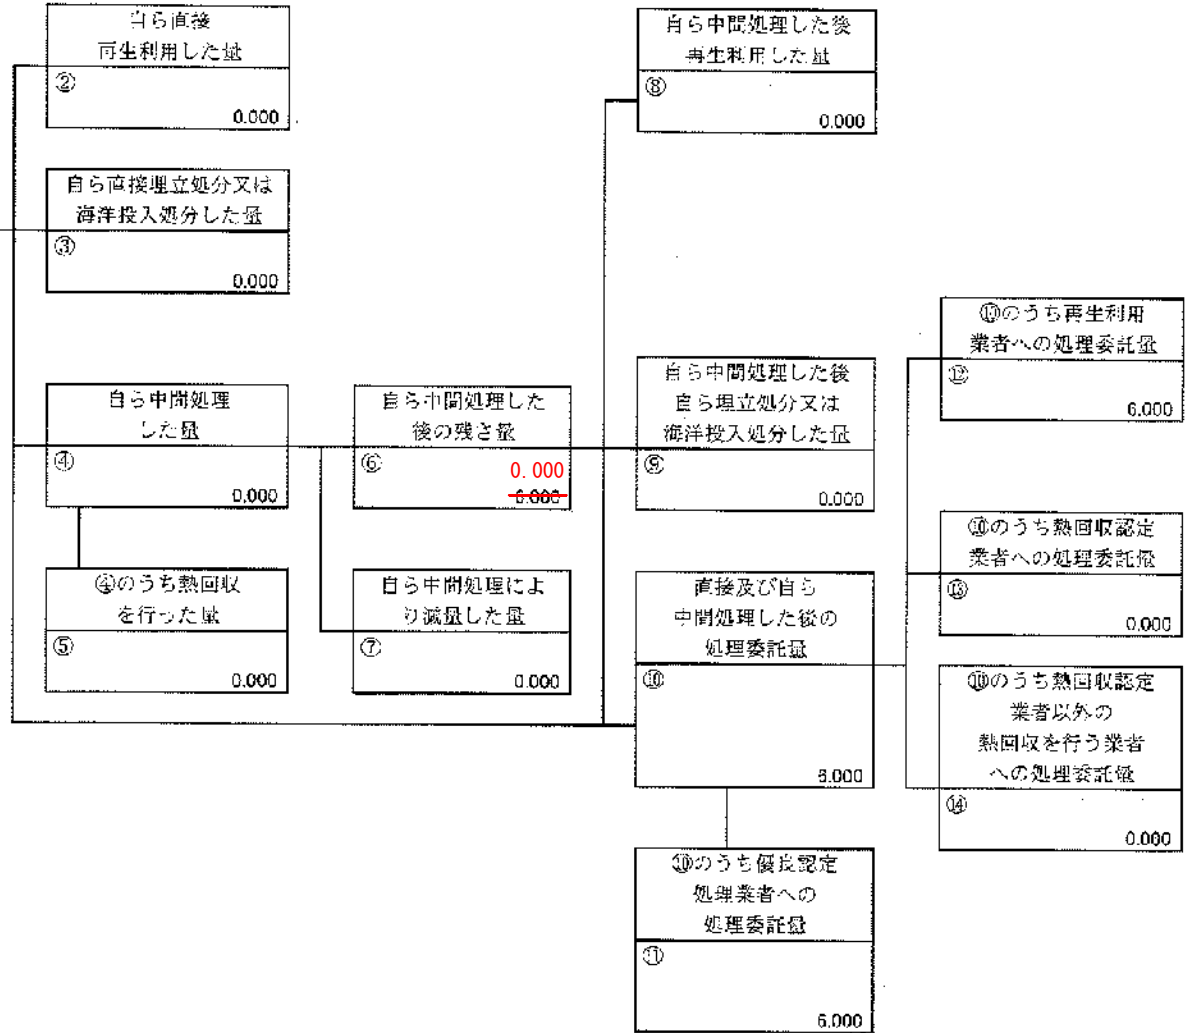 自ら直接
再生利用した量
②
0.000
自ら直接埋立処分又は
海洋投入処分した量
③
0.000
自ら中間処理
した量
④
0.000
④のうち熱回収
を行った量
⑤
0.000
自ら中間処理した
後の残さ量
⑥
0.000
6.000
自ら中間処理によ
り減量した量
⑦
0.000
自ら中間処理した後
再生利用した量
⑧
0.000
自ら中間処理した後
自ら埋立処分又は
海洋投入処分した量
⑨
0.000
直接及び自ら
中間処理した後の
処理委託量
⑩
6.000
⑩のうち優良認定
処理業者への
処理委託量
⑪
6.000
⑩のうち再生利用
業者への処理委託量
⑫
6.000
⑩のうち熱回収認定
業者への処理委託量
⑬
0.000
⑩のうち熱回収認定
業者以外の
熱回収を行う業者
への処理委託量
⑭
0.000